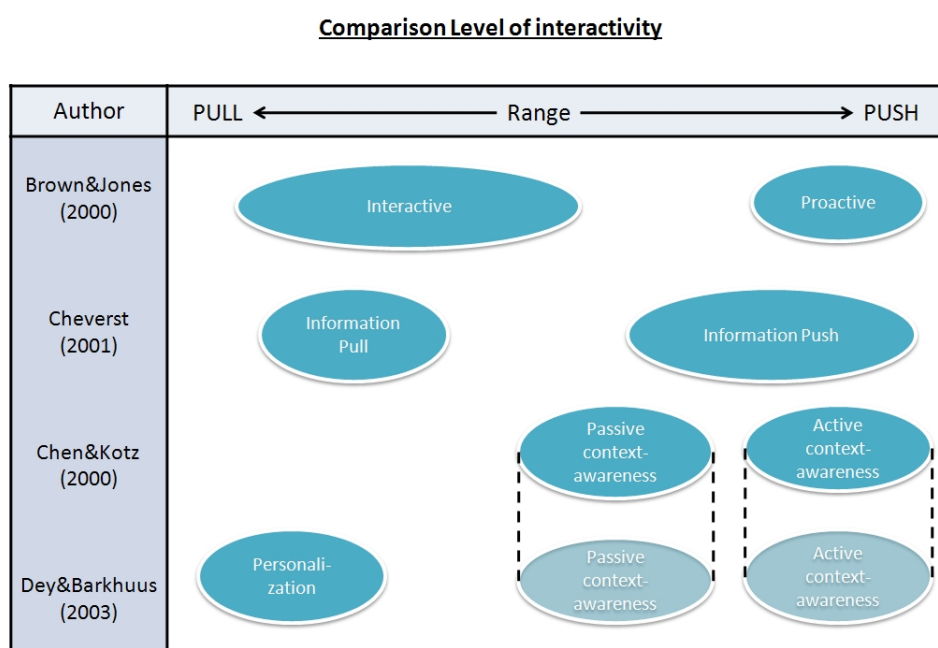 Comparison Level of interactivity
Author
PULL
Range
PUSH
Brown&Jones
(2000)
Interactive
Proactive
Cheverst
(2001)
Information
Pull
Information Push
Chen&Kotz
(2000)
Passive
context-
awareness
Active
context-
awareness
Dey&Barkhuus
(2003)
Personali-
zation
Passive
context-
awareness
Active
context-
awareness